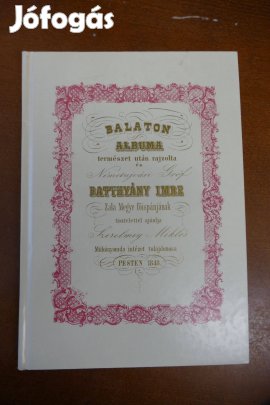 Jófogás
BALATON
ALBUMA
természet után rajzolta
és
Németujvári Gróf
BATTHYÁNY IMRE
Zala Megye főispánjának
tisztelettel ajánlja
Szerelmey Miklós
Műkőnyomda intézet tulajdonosa
PESTEN 1848.